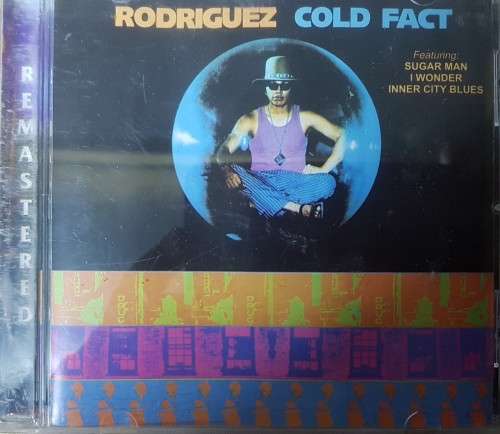 RODRIGUEZ COLD FACT
Featuring:
SUGAR MAN
I WONDER
INNER CITY BLUES
REMASTERED